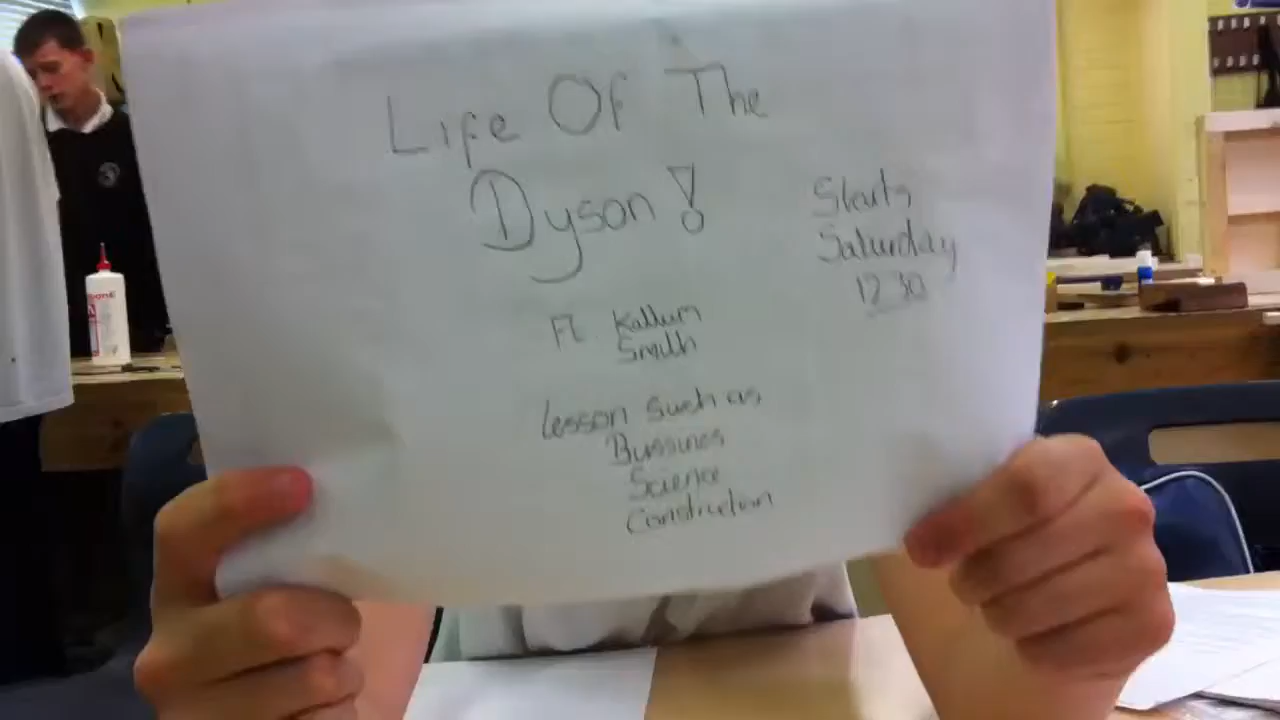 Life Of The
Dyson!
Starts
Saturday
12 30
Ft Kallum
Smith
Lesson such as
Bussines
Science
Construction